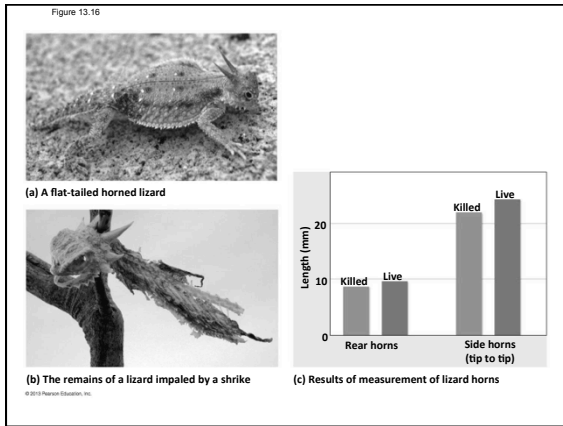 Figure 13.16
(a) A flat-tailed horned lizard
(b) The remains of a lizard impaled by a shrike
© 2013 Pearson Education, Inc.
Length (mm)
20
10
0
Killed
Live
Killed
Live
Rear horns
Side horns
(tip to tip)
(c) Results of measurement of lizard horns